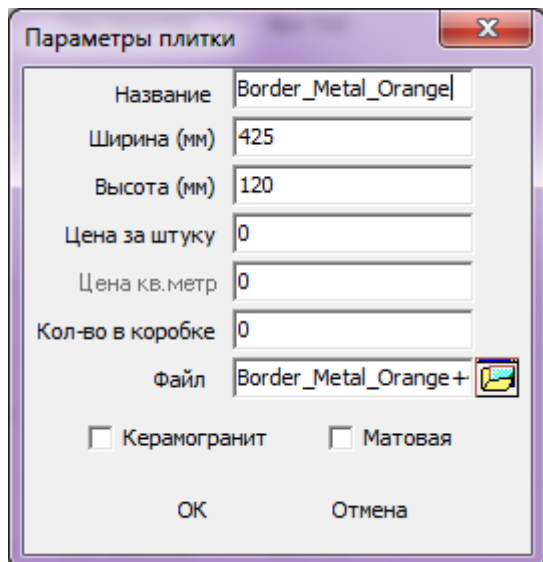 Параметры плитки
Название Border_Metal_Orange
Ширина (мм) 425
Высота (мм) 120
Цена за штуку 0
Цена кв.метр 0
Кол-во в коробке 0
Файл Border_Metal_Orange+
Керамогранит Матовая
ОК Отмена